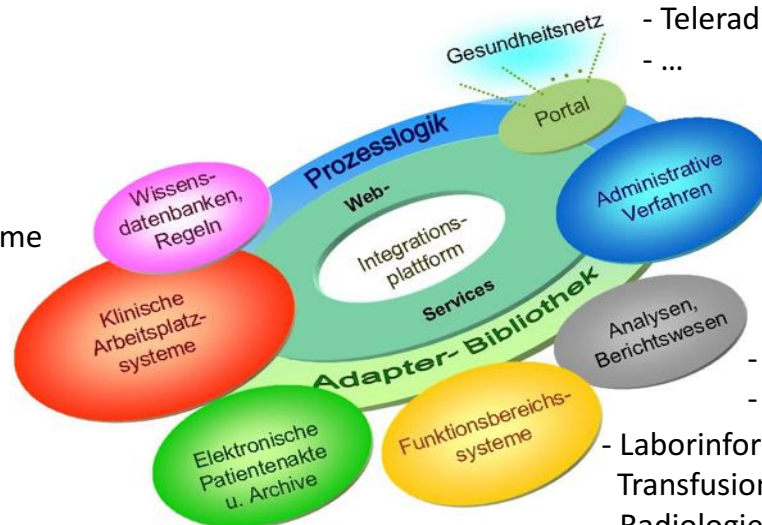 - Telerad
- ...
Gesundheitsnetz
Portal
Prozesslogik
Administrative
Verfahren
Wissens-
datenbanken,
Regeln
Web-
me
Integrations-
plattform
Services
Klinische
Arbeitsplatz-
systeme
Adapter- Bibliothek
Analysen,
Berichtswesen
-
-
Elektronische
Patientenakte
u. Archive
Funktionsbereichs-
systeme
- Laborinfor
Transfusion
Radiologie